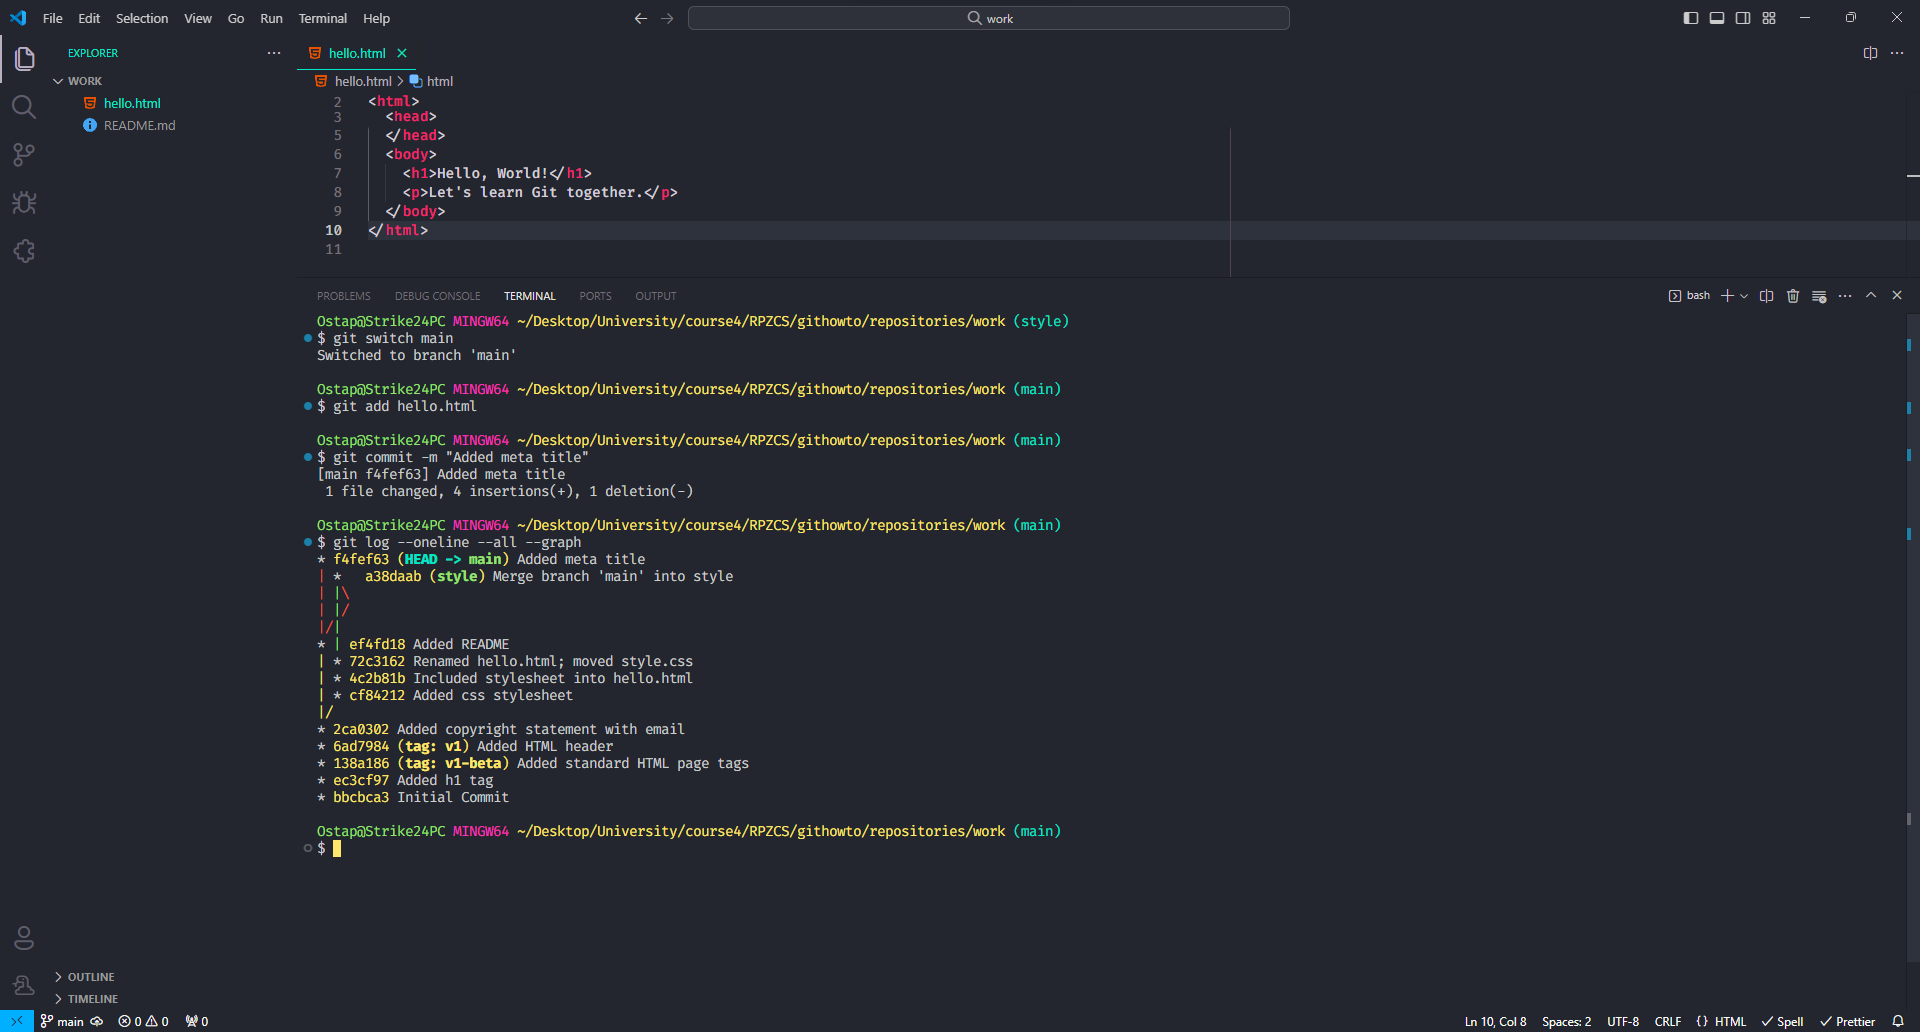 File Edit Selection View Go Run Terminal Help
work
EXPLORER
WORK
hello.html
README.md
hello.html
hello.html > html
2 <html>
3 <head>
5 </head>
6 <body>
7 <h1>Hello, World!</h1>
8 <p>Let's learn Git together.</p>
9 </body>
10 </html>
11
PROBLEMS DEBUG CONSOLE TERMINAL PORTS OUTPUT
bash
Ostap@Strike24PC MINGW64 ~/Desktop/University/course4/RPZCS/githowto/repositories/work (style)
$ git switch main
Switched to branch 'main'
Ostap@Strike24PC MINGW64 ~/Desktop/University/course4/RPZCS/githowto/repositories/work (main)
$ git add hello.html
Ostap@Strike24PC MINGW64 ~/Desktop/University/course4/RPZCS/githowto/repositories/work (main)
$ git commit -m "Added meta title"
[main f4fef63] Added meta title
1 file changed, 4 insertions(+), 1 deletion(-)
Ostap@Strike24PC MINGW64 ~/Desktop/University/course4/RPZCS/githowto/repositories/work (main)
$ git log --oneline --all --graph
* f4fef63 (HEAD -> main) Added meta title
| *   a38daab (style) Merge branch 'main' into style
| |\
| |/
|/|
* | ef4fd18 Added README
| * 72c3162 Renamed hello.html; moved style.css
| * 4c2b81b Included stylesheet into hello.html
| * cf84212 Added css stylesheet
|/
* 2ca0302 Added copyright statement with email
* 6ad7984 (tag: v1) Added HTML header
* 138a186 (tag: v1-beta) Added standard HTML page tags
* ec3cf97 Added h1 tag
* bbcbca3 Initial Commit
Ostap@Strike24PC MINGW64 ~/Desktop/University/course4/RPZCS/githowto/repositories/work (main)
$
OUTLINE
TIMELINE
main 0 0 0 Ln 10, Col 8 Spaces: 2 UTF-8 CRLF {} HTML Spell Prettier